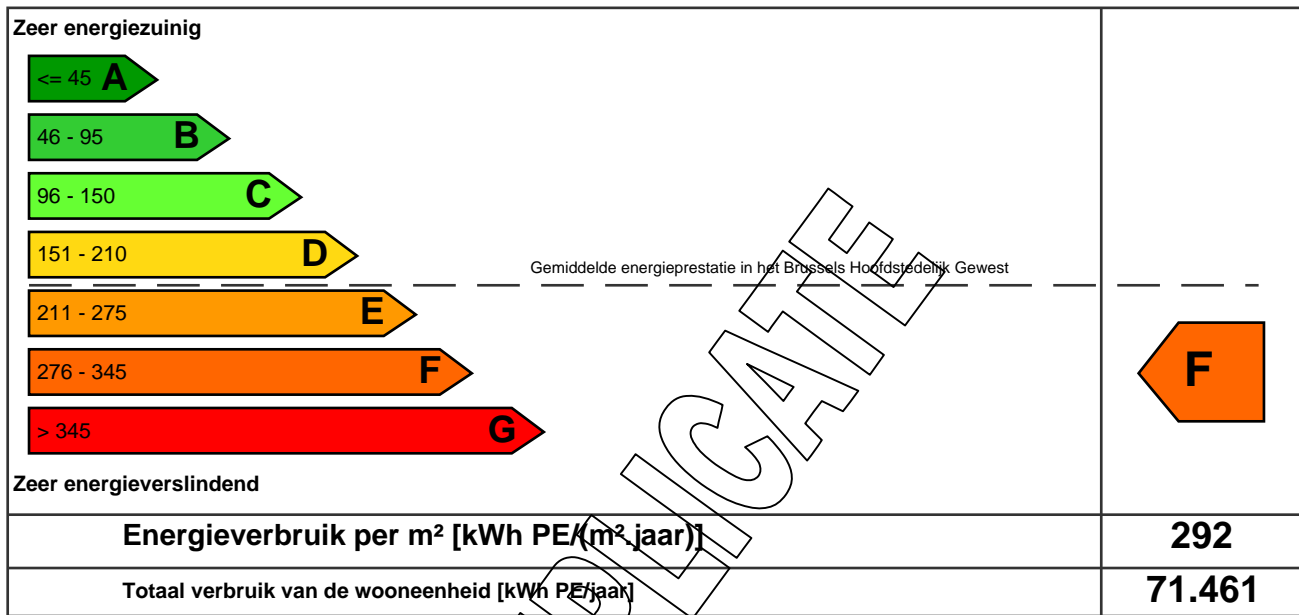 Zeer energiezuinig
<= 45 A
46 - 95 B
96 - 150 C
151 - 210 D
Gemiddelde energieprestatie in het Brussels Hoofdstedelijk Gewest
211 - 275 E
276 - 345 F
F
> 345 G
Zeer energieverslindend
Energieverbruik per m² [kWh PE/(m².jaar)] 292
Totaal verbruik van de wooneenheid [kWh PE/jaar] 71.461
PLICATE